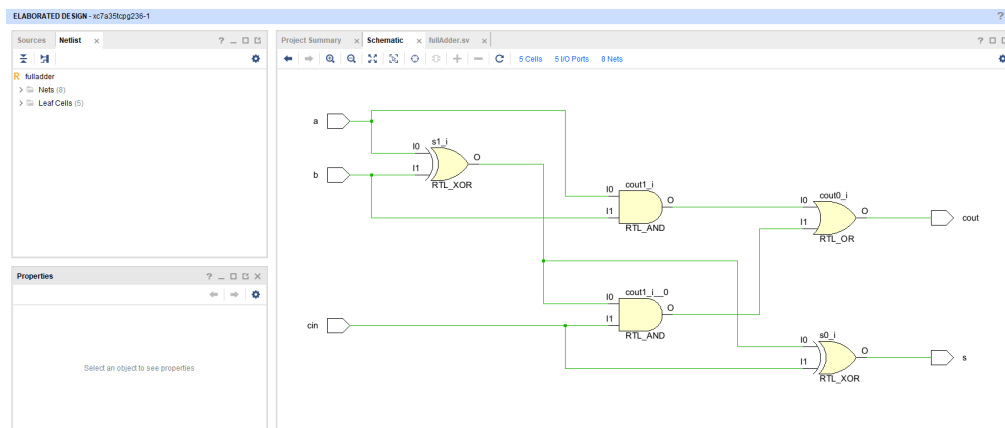 ELABORATED DESIGN - xc7a35tcpg236-1 ?
Sources Netlist × ? _
R fulladder
> Nets (8)
> Leaf Cells (5)
Properties ? _ ×
Select an object to see properties
Project Summary × Schematic × fullAdder.sv × ?
5 Cells 5 I/O Ports 8 Nets
a
b
cin
I0 s1_i O
I1
RTL_XOR
I0 cout1_i O
I1
RTL_AND
I0 cout1_i__0 O
I1
RTL_AND
I0 cout0_i O
I1
RTL_OR
cout
I0 s0_i O
I1
RTL_XOR
s